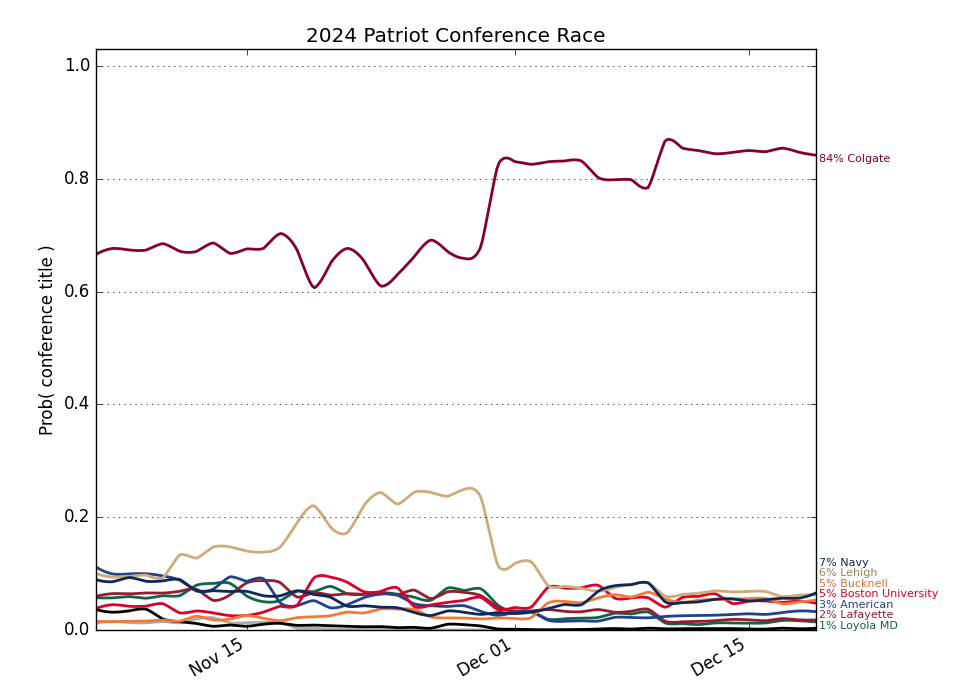 2024 Patriot Conference Race
Prob( conference title )
1.0
0.8
0.6
0.4
0.2
0.0
Nov 15
Dec 01
Dec 15
84% Colgate
7% Navy
6% Lehigh
5% Bucknell
5% Boston University
3% American
2% Lafayette
1% Loyola MD